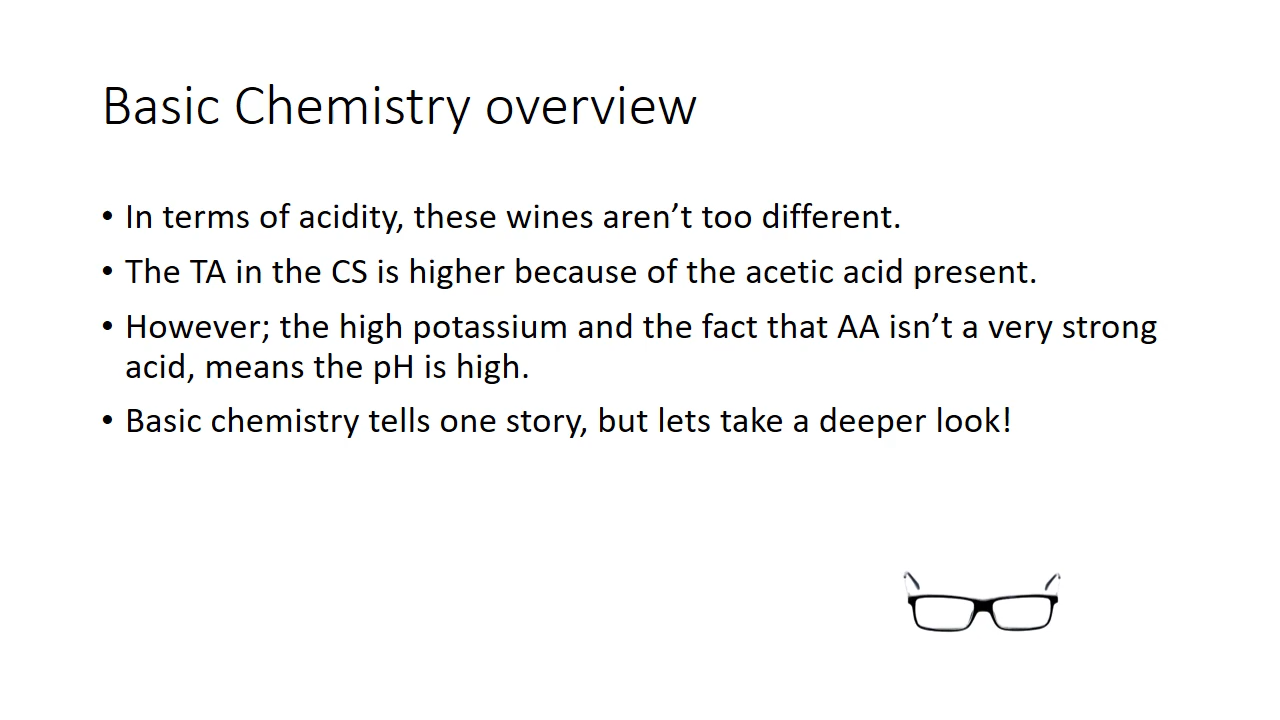 Basic Chemistry overview
• In terms of acidity, these wines aren’t too different.
• The TA in the CS is higher because of the acetic acid present.
• However; the high potassium and the fact that AA isn’t a very strong
acid, means the pH is high.
• Basic chemistry tells one story, but lets take a deeper look!